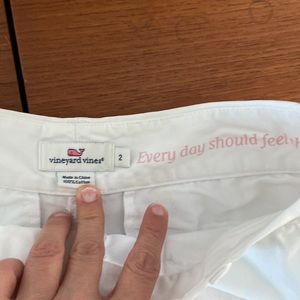 vineyard vines®
2
Made in China
100% Cotton
Every day should feel